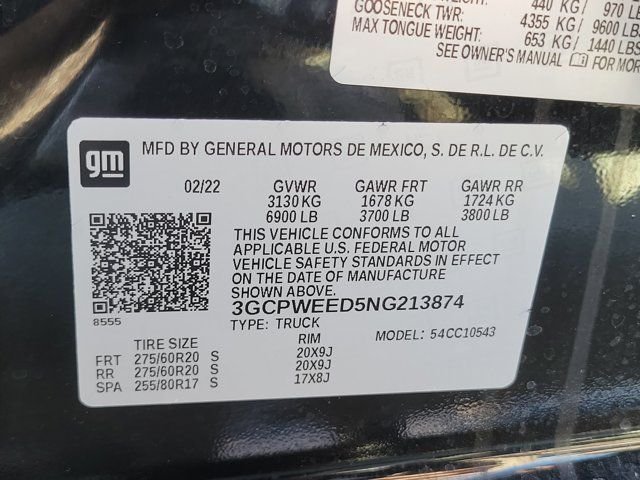 440 KG / 970 LB
GOOSENECK TWR: 4355 KG / 9600 LBS
MAX TONGUE WEIGHT: 653 KG / 1440 LBS
SEE OWNER'S MANUAL FOR MOR
gm
MFD BY GENERAL MOTORS DE MEXICO, S. DE R.L. DE C.V.
02/22 GVWR GAWR FRT GAWR RR
3130 KG 1678 KG 1724 KG
6900 LB 3700 LB 3800 LB
THIS VEHICLE CONFORMS TO ALL
APPLICABLE U.S. FEDERAL MOTOR
VEHICLE SAFETY STANDARDS IN EFFECT
ON THE DATE OF MANUFACTURE
SHOWN ABOVE.
3GCPWEED5NG213874
8555
TYPE: TRUCK
MODEL: 54CC10543
TIRE SIZE RIM
FRT 275/60R20 S 20X9J
RR 275/60R20 S 20X9J
SPA 255/80R17 S 17X8J